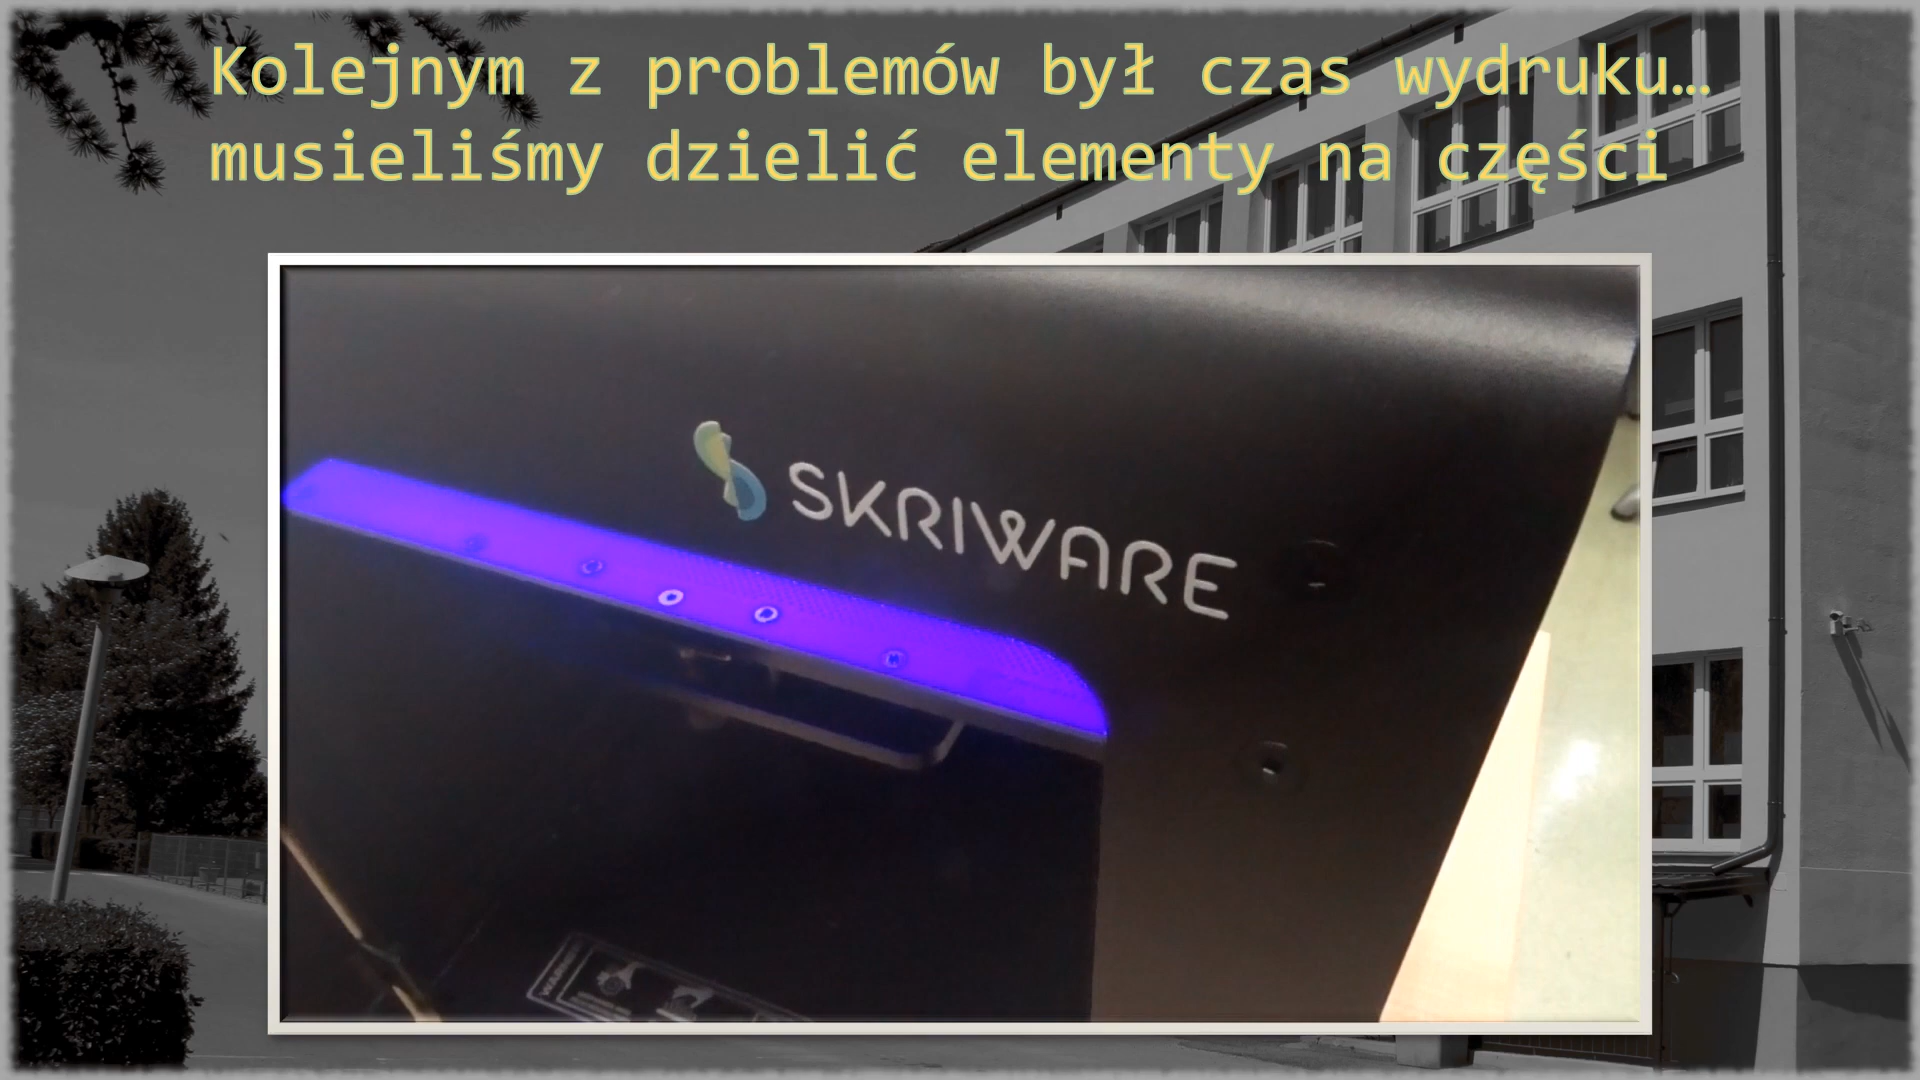 Kolejnym z problemów był czas wydruku…
musieliśmy dzielić elementy na części
SKRIWARE